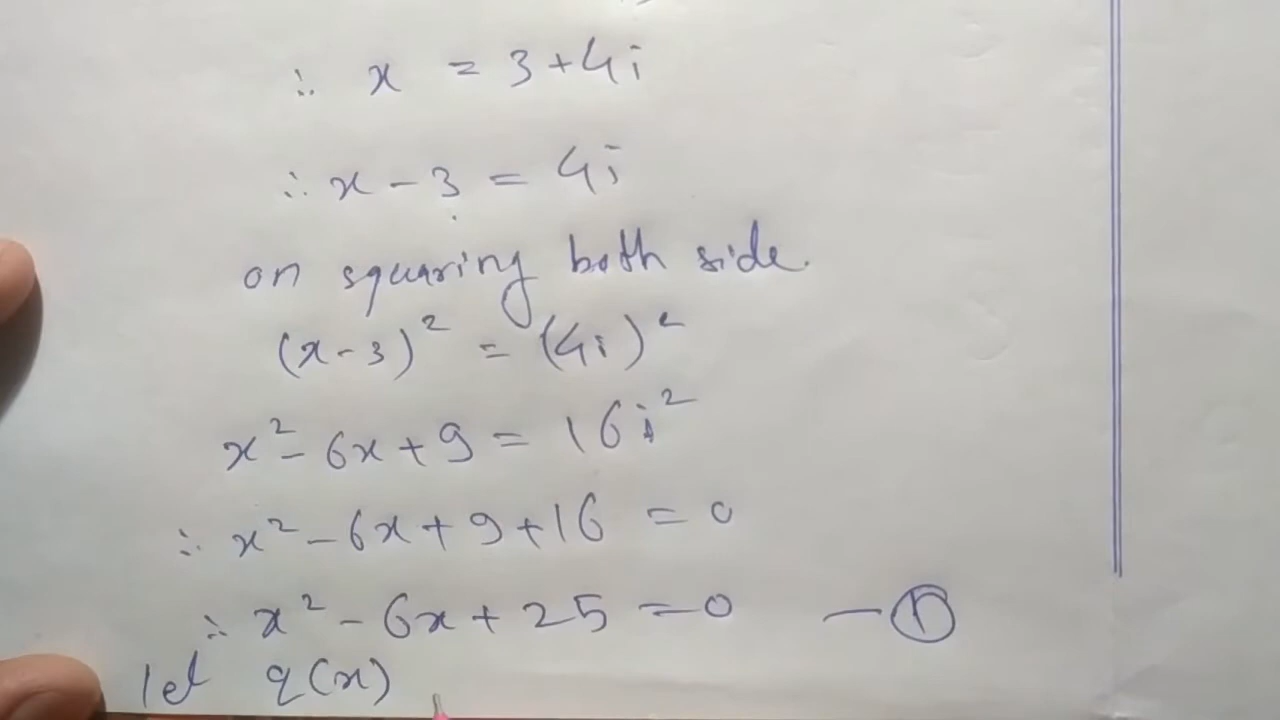 ∴ x = 3+4i
∴ x - 3 = 4i
on squaring both side.
(x-3)² = (4i)²
x² - 6x + 9 = 16i²
∴ x² - 6x + 9 + 16 = 0
∴ x² - 6x + 25 = 0 — ①
let q(x)